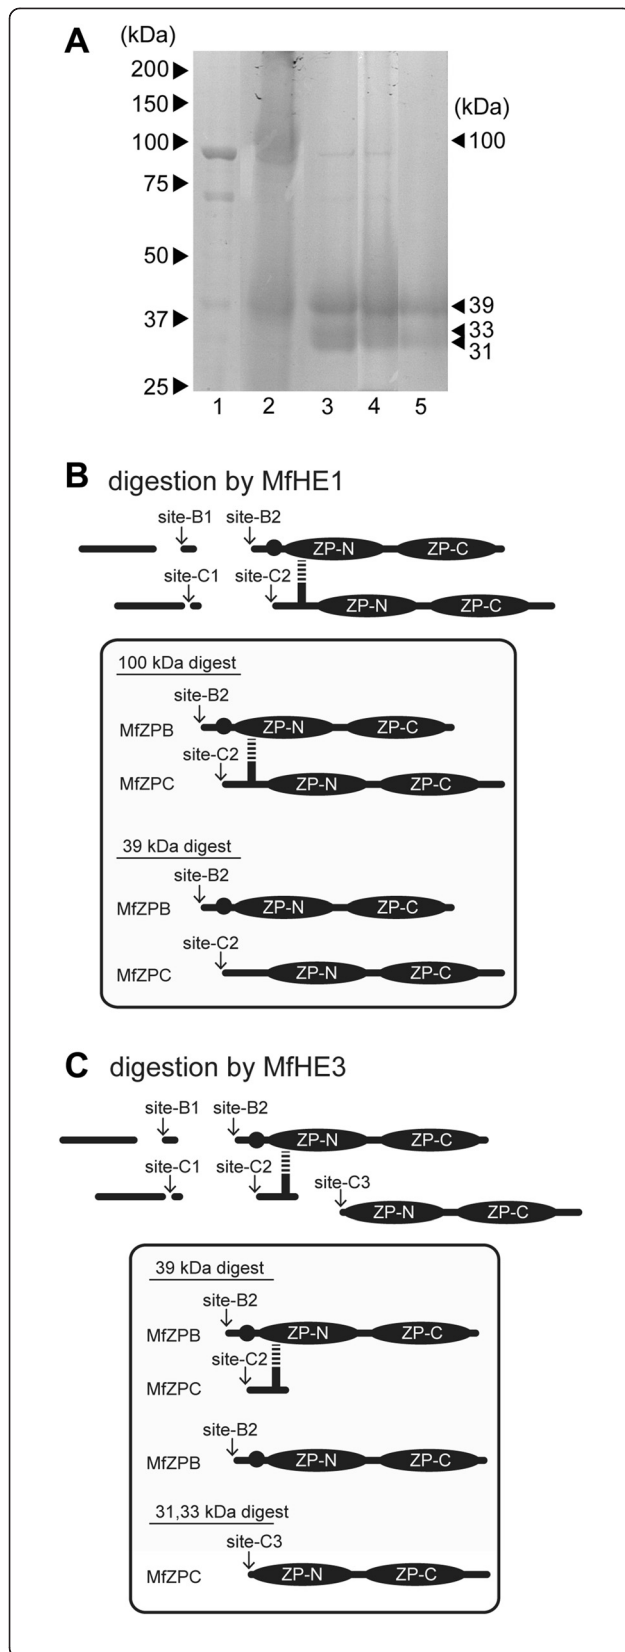 A
(kDa)
200
150
(kDa)
100
100
75
50
39
37
33
31
25
1 2 3 4 5
B digestion by MfHE1
site-B1 site-B2
ZP-N ZP-C
site-C1 site-C2
ZP-N ZP-C
100 kDa digest
site-B2
MfZPB ZP-N ZP-C
site-C2
MfZPC ZP-N ZP-C
39 kDa digest
site-B2
MfZPB ZP-N ZP-C
site-C2
MfZPC ZP-N ZP-C
C digestion by MfHE3
site-B1 site-B2
ZP-N ZP-C
site-C1 site-C2 site-C3
ZP-N ZP-C
39 kDa digest
site-B2
MfZPB ZP-N ZP-C
site-C2
MfZPC
site-B2
MfZPB ZP-N ZP-C
31,33 kDa digest
site-C3
MfZPC ZP-N ZP-C